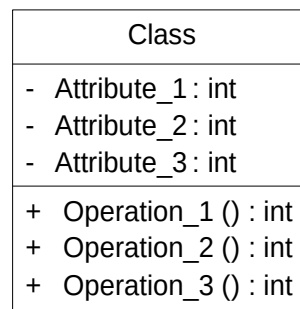 Class
- Attribute_1 : int
- Attribute_2 : int
- Attribute_3 : int
+ Operation_1 () : int
+ Operation_2 () : int
+ Operation_3 () : int